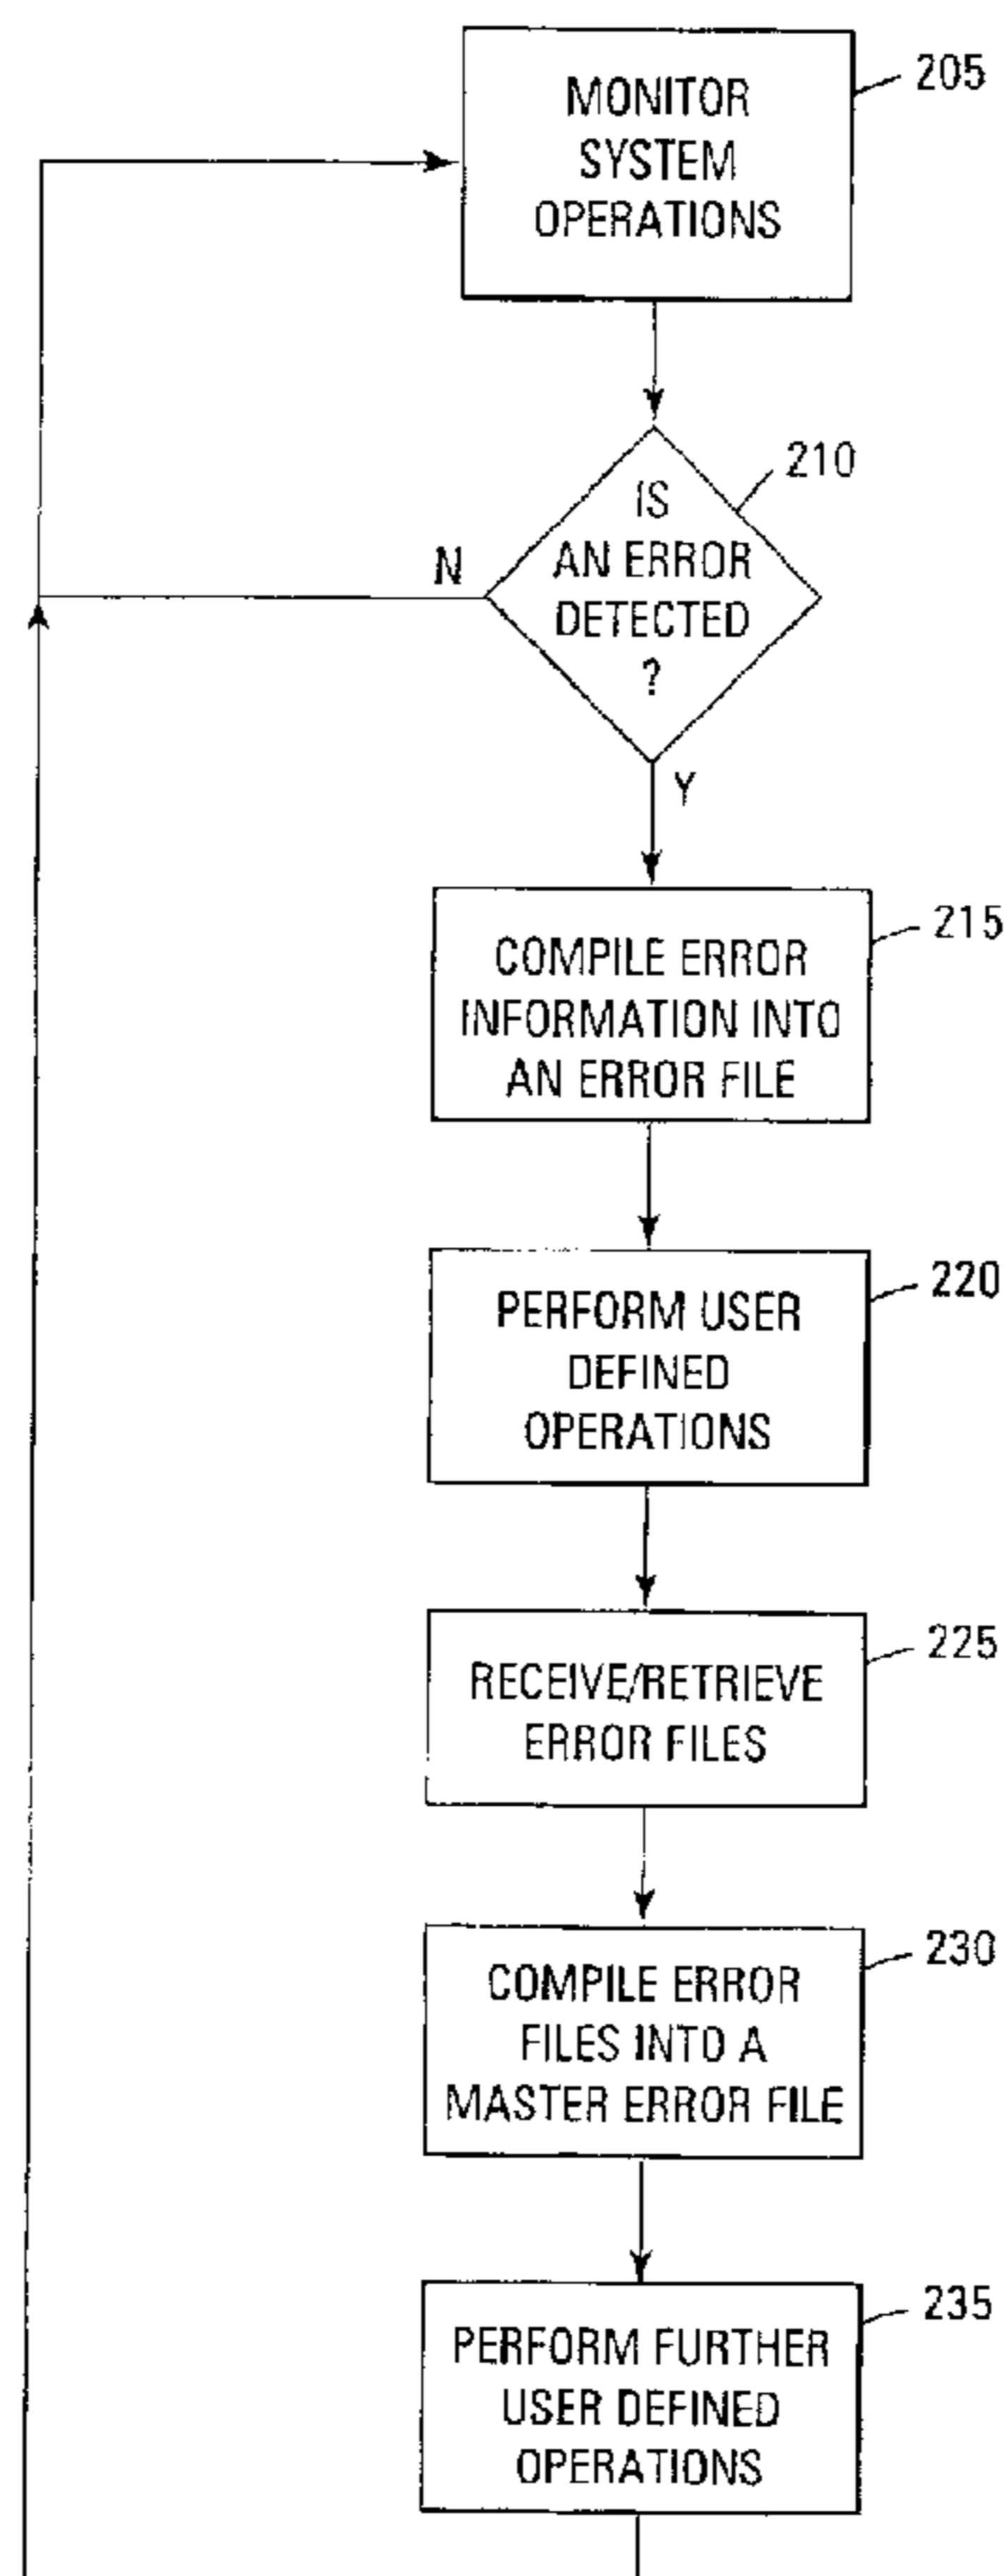 MONITOR
SYSTEM
OPERATIONS
205
IS
AN ERROR
DETECTED
?
210
N
Y
COMPILE ERROR
INFORMATION INTO
AN ERROR FILE
215
PERFORM USER
DEFINED
OPERATIONS
220
RECEIVE/RETRIEVE
ERROR FILES
225
COMPILE ERROR
FILES INTO A
MASTER ERROR FILE
230
PERFORM FURTHER
USER DEFINED
OPERATIONS
235